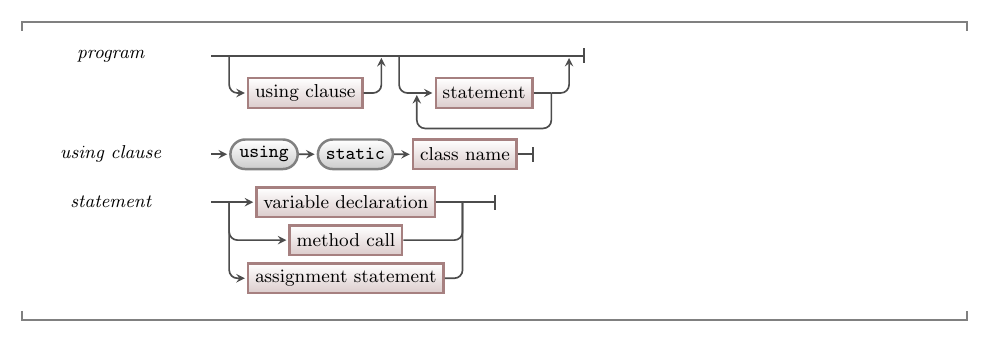 program
using clause statement
using clause using static class name
statement variable declaration
method call
assignment statement